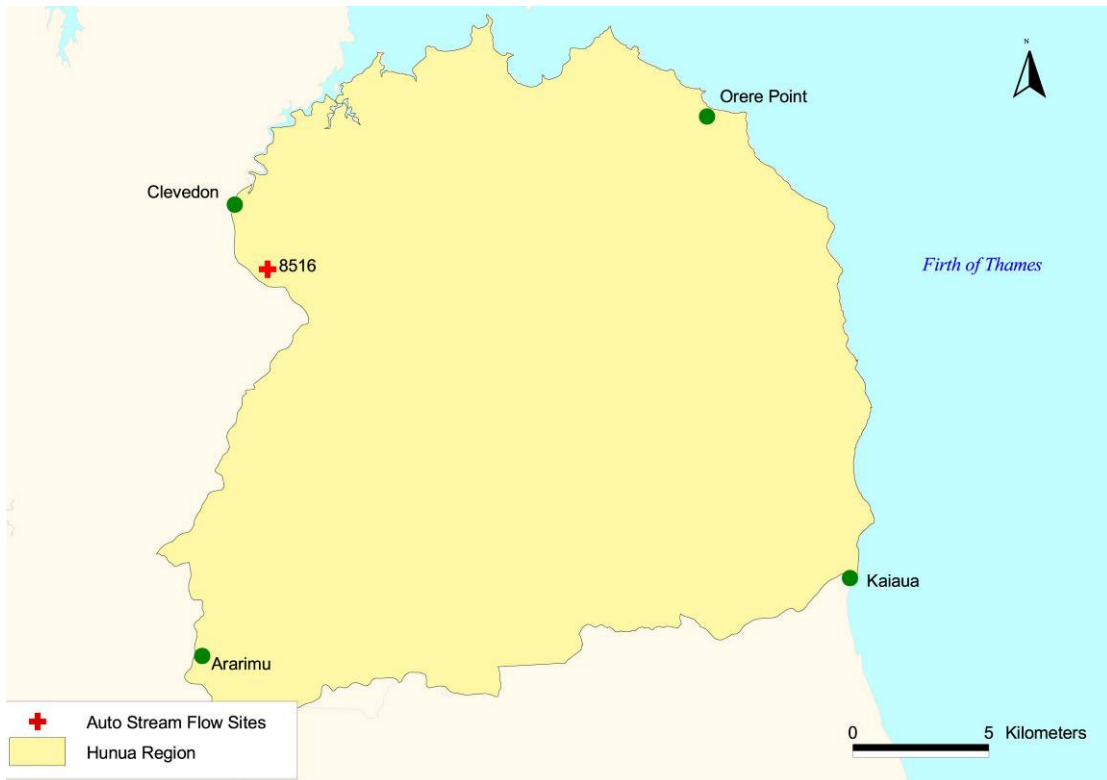 N
Orere Point
Clevedon
8516
Firth of Thames
Kaiaua
Ararimu
Auto Stream Flow Sites
Hunua Region
0 5 Kilometers